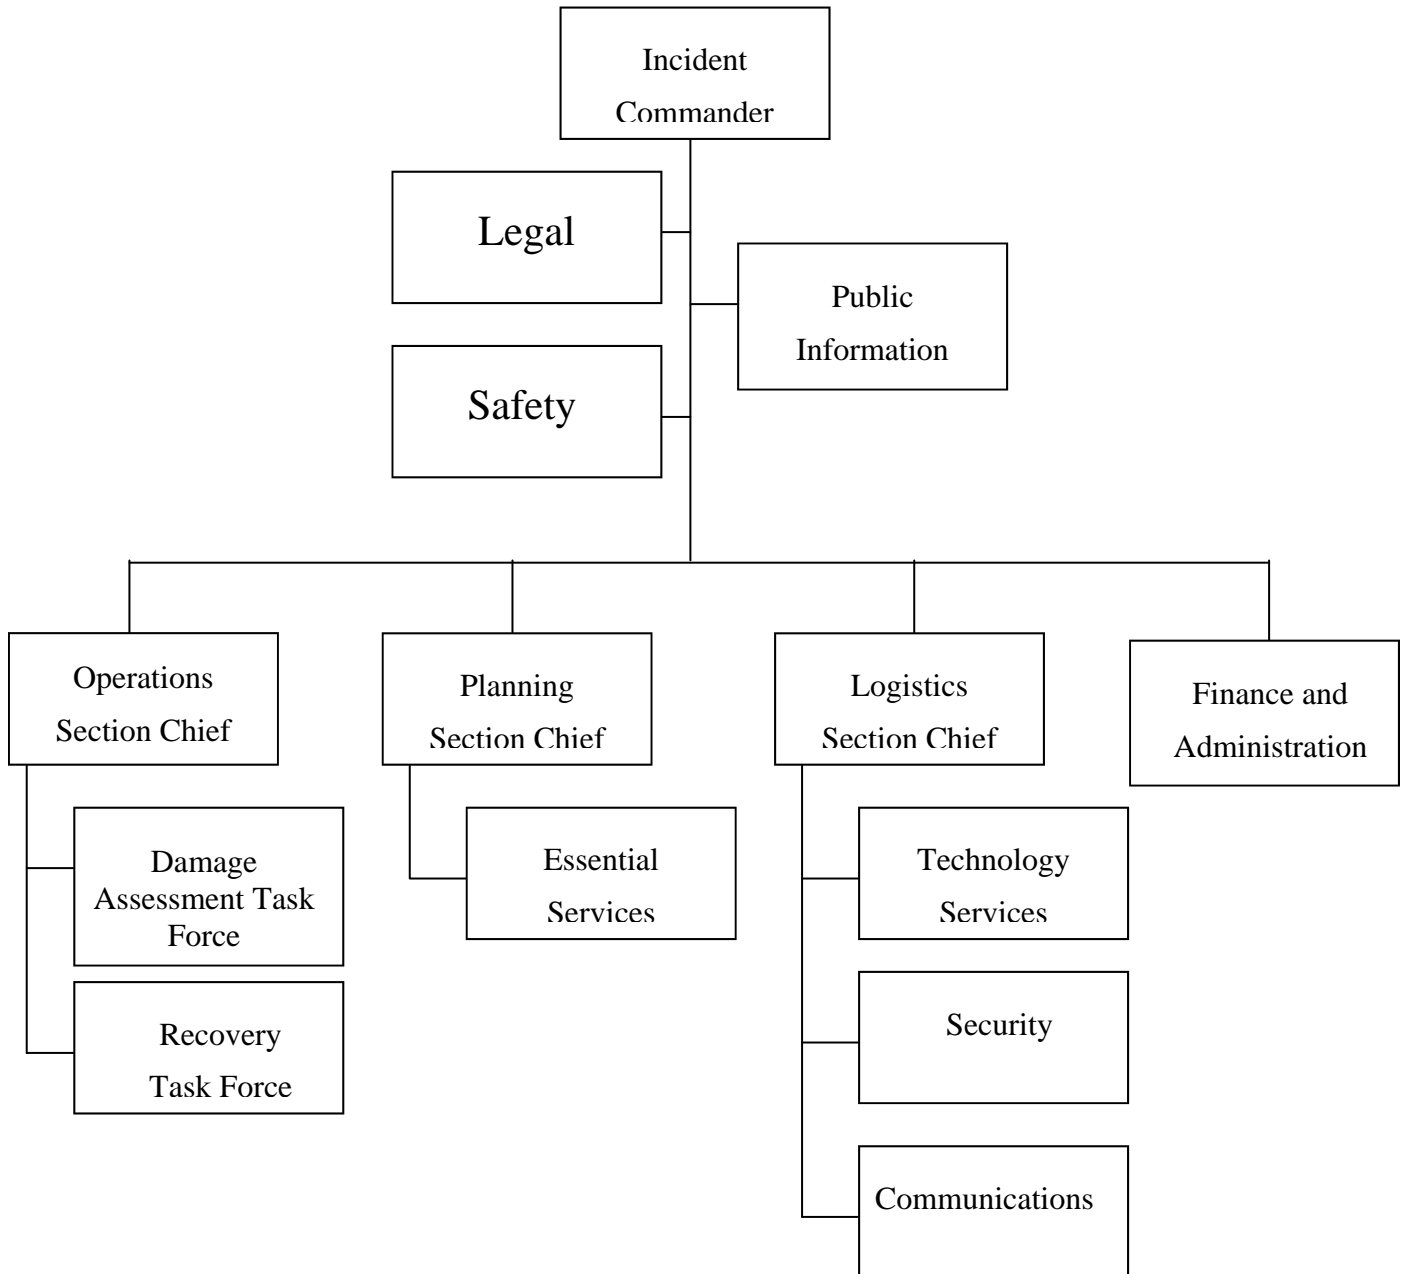 Incident
Commander
Legal
Public
Information
Safety
Operations
Section Chief
Planning
Section Chief
Logistics
Section Chief
Finance and
Administration
Damage
Assessment Task
Force
Essential
Services
Technology
Services
Recovery
Task Force
Security
Communications